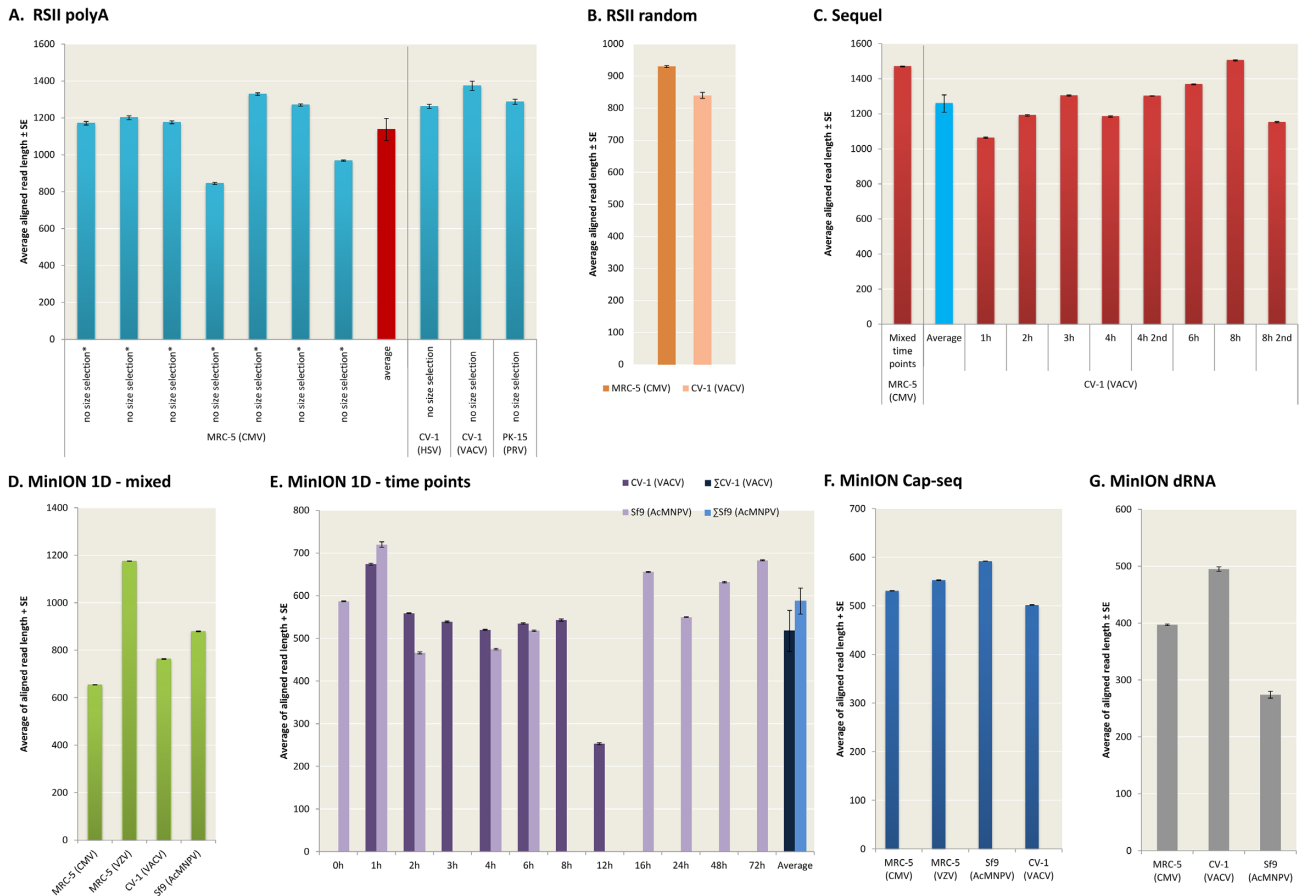 A. RSII polyA
Average aligned read length ± SE
1600
1400
1200
1000
800
600
400
200
0
no size selection*
no size selection*
no size selection*
no size selection*
no size selection*
no size selection*
no size selection*
average
no size selection
no size selection
no size selection
MRC-5 (CMV)
CV-1
(HSV)
CV-1
(VACV)
PK-15
(PRV)
B. RSII random
Average aligned read length ± SE
1000
900
800
700
600
500
400
300
200
100
0
MRC-5 (CMV)
CV-1 (VACV)
C. Sequel
Average aligned read length ± SE
1600
1400
1200
1000
800
600
400
200
0
Mixed
time
points
Average
1h
2h
3h
4h
4h 2nd
6h
8h
8h 2nd
MRC-5
(CMV)
CV-1 (VACV)
D. MinION 1D - mixed
Average of aligned read length + SE
1400
1200
1000
800
600
400
200
0
MRC-5 (CMV)
MRC-5 (VZV)
CV-1 (VACV)
Sf9 (AcMNPV)
E. MinION 1D - time points
CV-1 (VACV)
∑CV-1 (VACV)
Sf9 (AcMNPV)
∑Sf9 (AcMNPV)
Average of aligned read length + SE
800
700
600
500
400
300
200
100
0
0h
1h
2h
3h
4h
6h
8h
12h
16h
24h
48h
72h
Average
F. MinION Cap-seq
Average of aligned read length + SE
700
600
500
400
300
200
100
0
MRC-5
(CMV)
MRC-5
(VZV)
Sf9
(AcMNPV)
CV-1
(VACV)
G. MinION dRNA
Average of aligned read length ± SE
600
500
400
300
200
100
0
MRC-5
(CMV)
CV-1
(VACV)
Sf9
(AcMNPV)